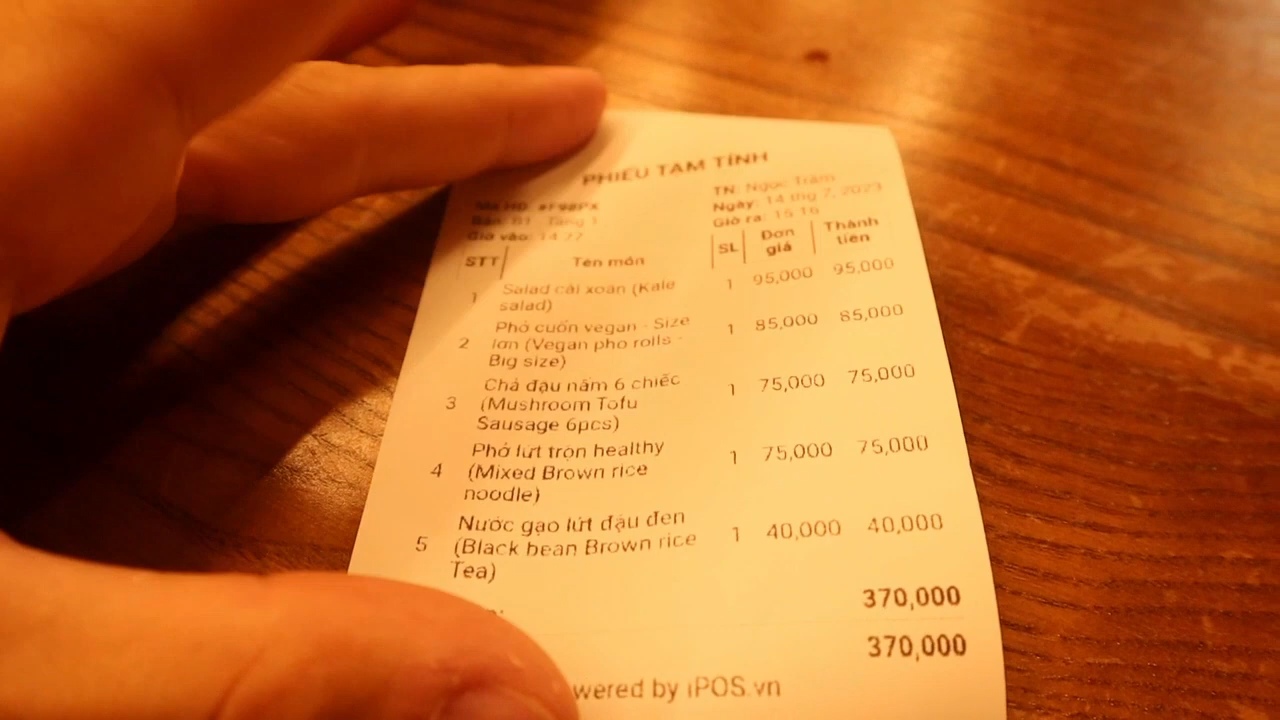 PHIẾU TẠM TÍNH
Mã HĐ: #F98PX
TN: Ngọc Trâm
Bàn: B1 Tầng 1
Ngày: 14 thg 7, 2023
Giờ vào: 14:27
Giờ ra: 15:16
STT Tên món SL Đơn giá Thành tiền
1 Salad cải xoăn (Kale 1 95,000 95,000
salad)
Phở cuốn vegan - Size
2 lớn (Vegan pho rolls - 1 85,000 85,000
Big size)
Chả đậu nấm 6 chiếc
3 (Mushroom Tofu 1 75,000 75,000
Sausage 6pcs)
Phở lứt trộn healthy
4 (Mixed Brown rice 1 75,000 75,000
noodle)
Nước gạo lứt đậu đen
5 (Black bean Brown rice 1 40,000 40,000
Tea)
370,000
370,000
wered by iPOS.vn